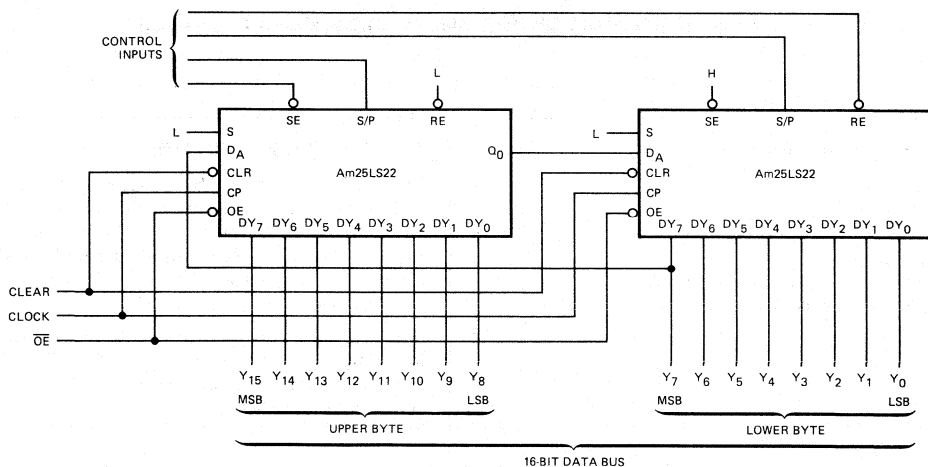 CONTROL
INPUTS
L
H
SE S/P RE
SE S/P RE
L S
DA
CLR
CP
OE
Q0
Am25LS22
DY7 DY6 DY5 DY4 DY3 DY2 DY1 DY0
L S
DA
CLR
CP
OE
Am25LS22
DY7 DY6 DY5 DY4 DY3 DY2 DY1 DY0
CLEAR
CLOCK
OE
Y15 Y14 Y13 Y12 Y11 Y10 Y9 Y8
MSB LSB
UPPER BYTE
Y7 Y6 Y5 Y4 Y3 Y2 Y1 Y0
MSB LSB
LOWER BYTE
16-BIT DATA BUS